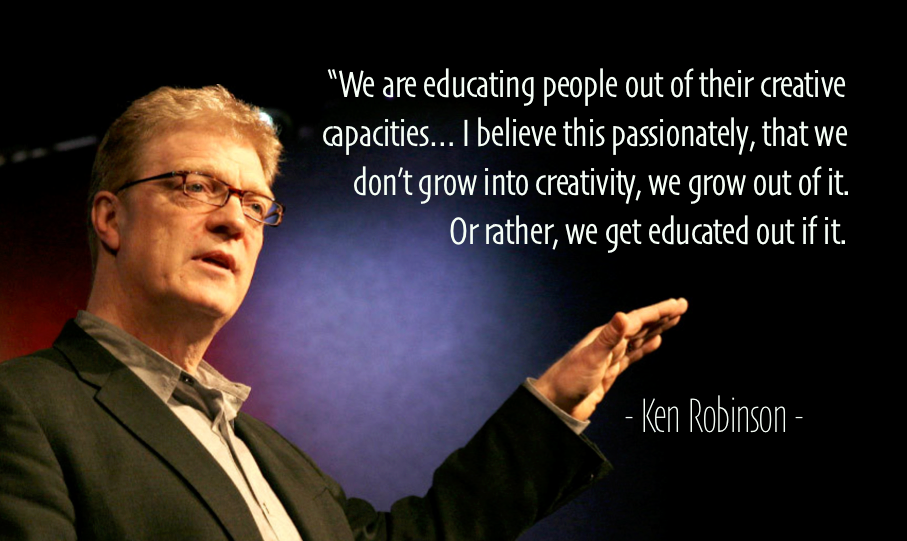 “We are educating people out of their creative
capacities... I believe this passionately, that we
don’t grow into creativity, we grow out of it.
Or rather, we get educated out if it.
- Ken Robinson -